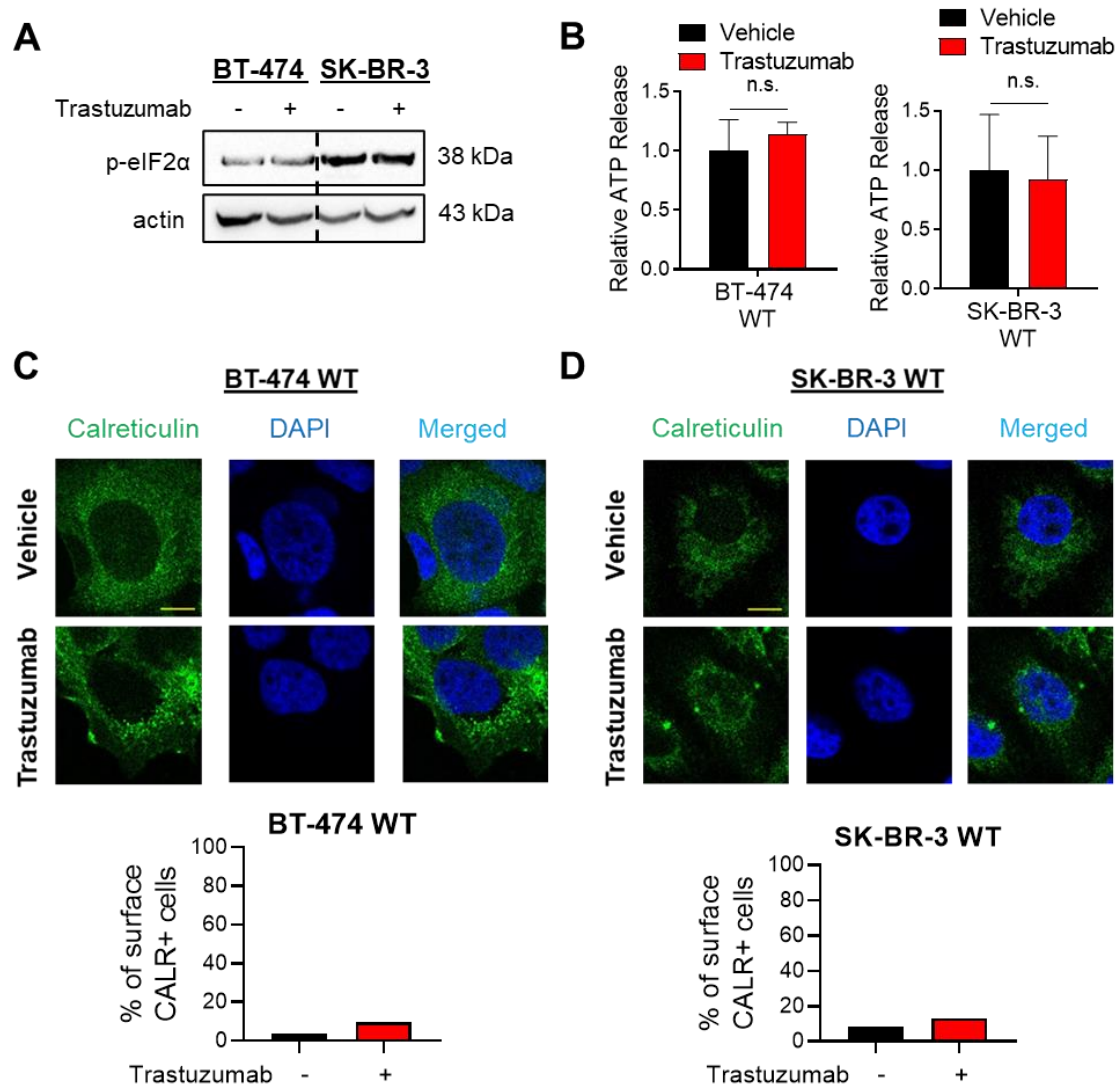 A
BT-474 SK-BR-3
Trastuzumab - + - +
p-eIF2α 38 kDa
actin 43 kDa
B
Vehicle
Trastuzumab
n.s.
Relative ATP Release
1.5
1.0
0.5
0.0
BT-474
WT
Vehicle
Trastuzumab
n.s.
Relative ATP Release
1.5
1.0
0.5
0.0
SK-BR-3
WT
C
BT-474 WT
Calreticulin DAPI Merged
Vehicle
Trastuzumab
BT-474 WT
% of surface
CALR+ cells
100
80
60
40
20
0
Trastuzumab - +
D
SK-BR-3 WT
Calreticulin DAPI Merged
Vehicle
Trastuzumab
SK-BR-3 WT
% of surface
CALR+ cells
100
80
60
40
20
0
Trastuzumab - +